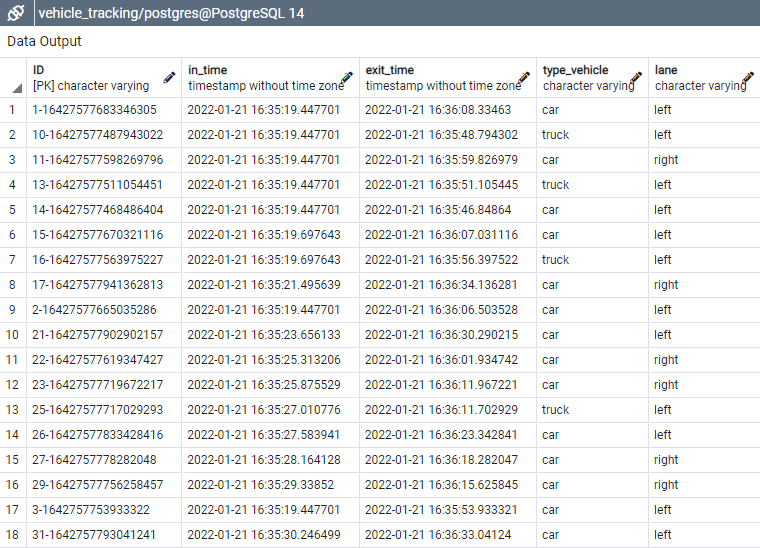 vehicle_tracking/postgres@PostgreSQL 14
Data Output
ID in_time exit_time type_vehicle lane
[PK] character varying timestamp without time zone timestamp without time zone character varying character varying
1 1-16427577683346305 2022-01-21 16:35:19.447701 2022-01-21 16:36:08.33463 car left
2 10-16427577487943022 2022-01-21 16:35:19.447701 2022-01-21 16:35:48.794302 truck left
3 11-16427577598269796 2022-01-21 16:35:19.447701 2022-01-21 16:35:59.826979 car right
4 13-16427577511054451 2022-01-21 16:35:19.447701 2022-01-21 16:35:51.105445 truck left
5 14-16427577468486404 2022-01-21 16:35:19.447701 2022-01-21 16:35:46.84864 car left
6 15-16427577670321116 2022-01-21 16:35:19.697643 2022-01-21 16:36:07.031116 car left
7 16-16427577563975227 2022-01-21 16:35:19.697643 2022-01-21 16:35:56.397522 truck left
8 17-16427577941362813 2022-01-21 16:35:21.495639 2022-01-21 16:36:34.136281 car right
9 2-16427577665035286 2022-01-21 16:35:19.447701 2022-01-21 16:36:06.503528 car left
10 21-16427577902902157 2022-01-21 16:35:23.656133 2022-01-21 16:36:30.290215 car left
11 22-16427577619347427 2022-01-21 16:35:25.313206 2022-01-21 16:36:01.934742 car right
12 23-16427577719672217 2022-01-21 16:35:25.875529 2022-01-21 16:36:11.967221 car right
13 25-16427577717029293 2022-01-21 16:35:27.010776 2022-01-21 16:36:11.702929 truck left
14 26-16427577833428416 2022-01-21 16:35:27.583941 2022-01-21 16:36:23.342841 car left
15 27-1642757778282048 2022-01-21 16:35:28.164128 2022-01-21 16:36:18.282047 car right
16 29-16427577756258457 2022-01-21 16:35:29.33852 2022-01-21 16:36:15.625845 car right
17 3-1642757753933322 2022-01-21 16:35:19.447701 2022-01-21 16:35:53.933321 car left
18 31-16427577793041241 2022-01-21 16:35:30.246499 2022-01-21 16:36:33.04124 car left